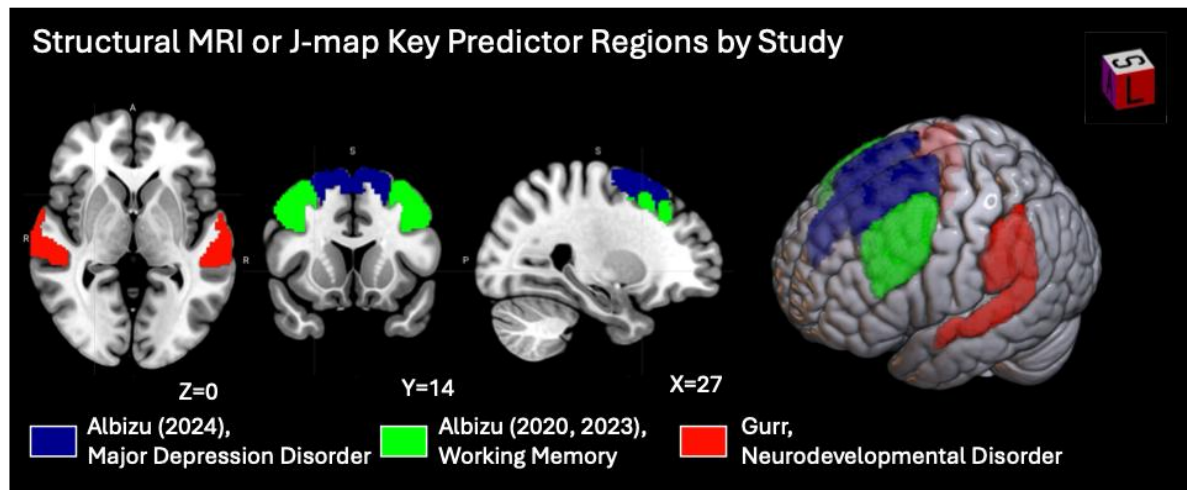 Structural MRI or J-map Key Predictor Regions by Study
S
L
A
S
S
R
R
P
Z=0
Y=14
X=27
Albizu (2024),
Major Depression Disorder
Albizu (2020, 2023),
Working Memory
Gurr,
Neurodevelopmental Disorder